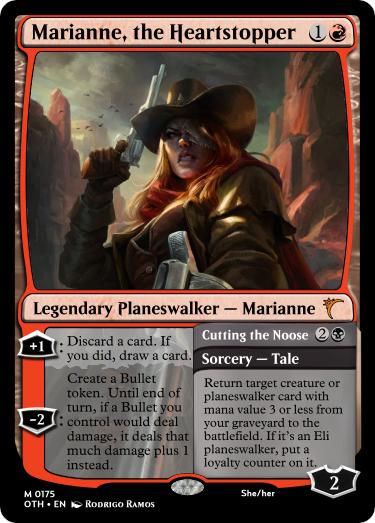 Marianne, the Heartstopper 1
Legendary Planeswalker — Marianne
+1: Discard a card. If
you did, draw a card.
-2: Create a Bullet
token. Until end of
turn, if a Bullet you
control would deal
damage, it deals that
much damage plus 1
instead.
Cutting the Noose 2
Sorcery — Tale
Return target creature or
planeswalker card with
mana value 3 or less from
your graveyard to the
battlefield. If it's an Eli
planeswalker, put a
loyalty counter on it.
2
M 0175
OTH • EN Rodrigo Ramos
She/her